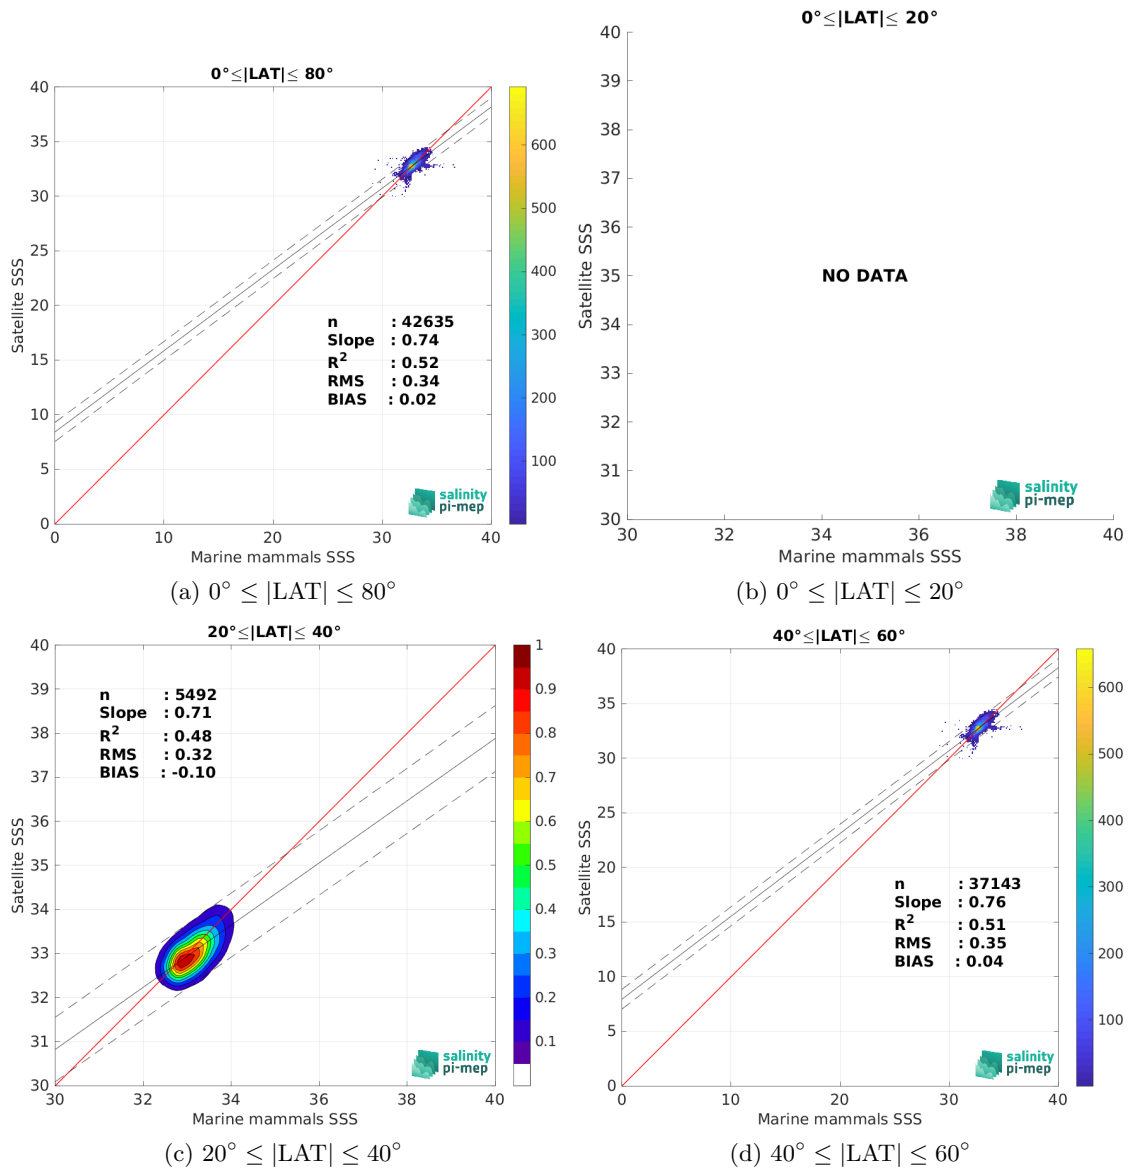 0°≤|LAT|≤ 80°
40
35
30
25
20
15
10
5
0
Satellite SSS
n : 42635
Slope : 0.74
R2 : 0.52
RMS : 0.34
BIAS : 0.02
salinity
pi-mep
0 10 20 30 40
Marine mammals SSS
600
500
400
300
200
100
(a) 0° ≤ |LAT| ≤ 80°
0°≤|LAT|≤ 20°
40
39
38
37
36
35
34
33
32
31
30
Satellite SSS
NO DATA
salinity
pi-mep
30 32 34 36 38 40
Marine mammals SSS
(b) 0° ≤ |LAT| ≤ 20°
20°≤|LAT|≤ 40°
40
39
38
37
36
35
34
33
32
31
30
Satellite SSS
n : 5492
Slope : 0.71
R2 : 0.48
RMS : 0.32
BIAS : -0.10
salinity
pi-mep
30 32 34 36 38 40
Marine mammals SSS
1
0.9
0.8
0.7
0.6
0.5
0.4
0.3
0.2
0.1
(c) 20° ≤ |LAT| ≤ 40°
40°≤|LAT|≤ 60°
40
35
30
25
20
15
10
5
0
Satellite SSS
n : 37143
Slope : 0.76
R2 : 0.51
RMS : 0.35
BIAS : 0.04
salinity
pi-mep
0 10 20 30 40
Marine mammals SSS
600
500
400
300
200
100
(d) 40° ≤ |LAT| ≤ 60°